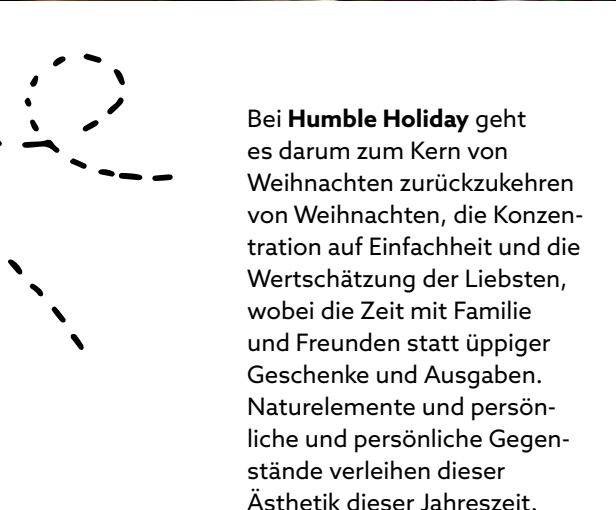 Bei Humble Holiday geht
es darum zum Kern von
Weihnachten zurückzukehren
von Weihnachten, die Konzen-
tration auf Einfachheit und die
Wertschätzung der Liebsten,
wobei die Zeit mit Familie
und Freunden statt üppiger
Geschenke und Ausgaben.
Naturelemente und persön-
liche und persönliche Gegen-
stände verleihen dieser
Ästhetik dieser Jahreszeit.